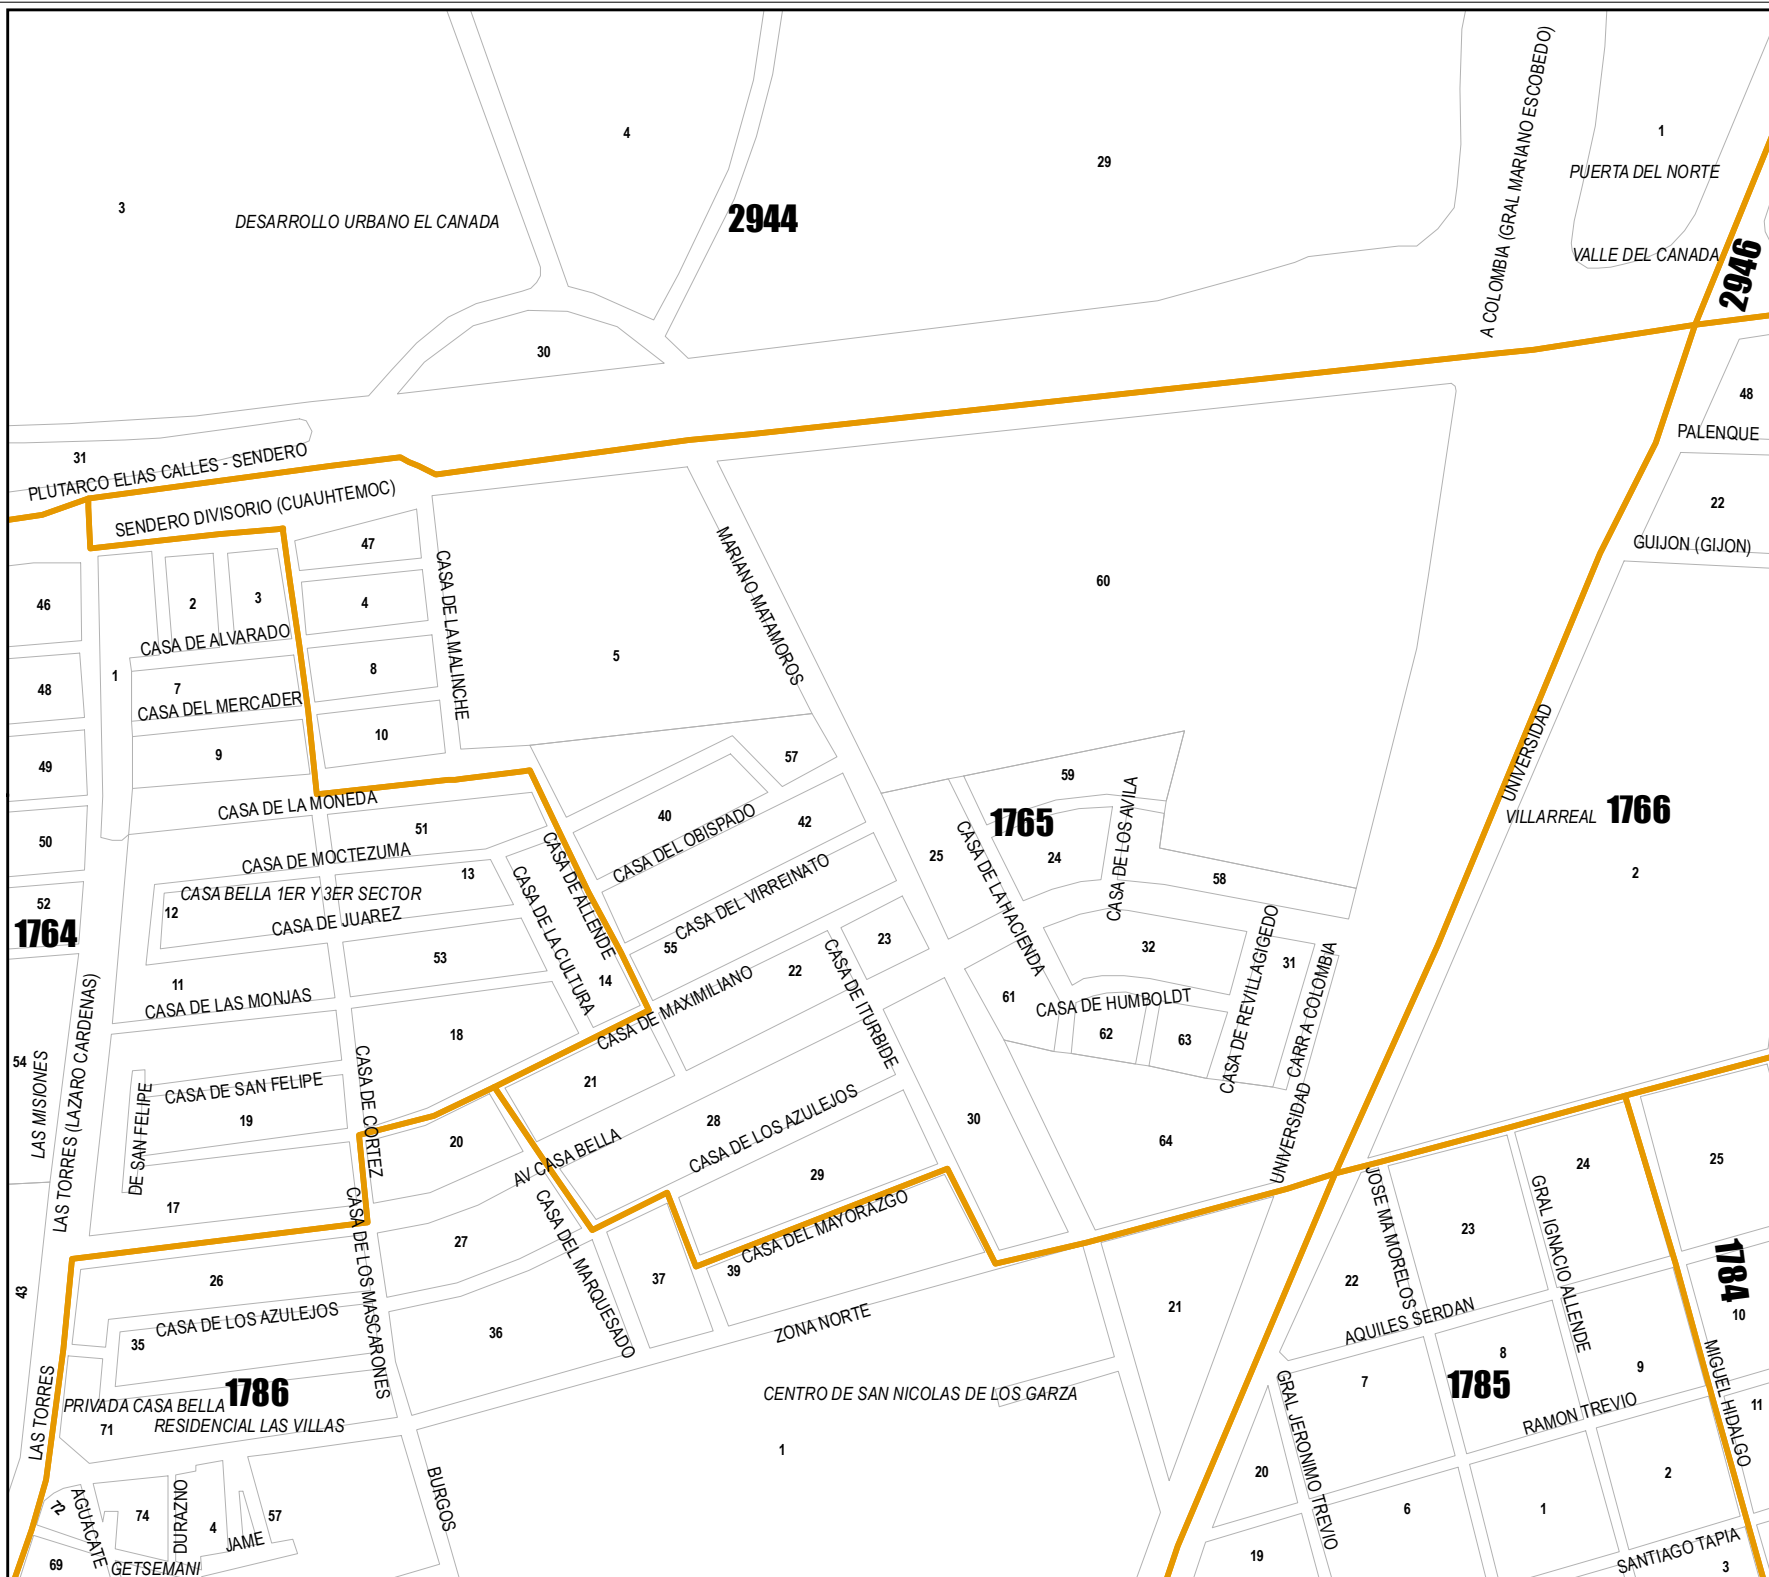 4
1
29
PUERTA DEL NORTE
3
DESARROLLO URBANO EL CANADA
2944
A COLOMBIA (GRAL MARIANO ESCOBEDO)
VALLE DEL CANADA
2946
30
48
PALENQUE
31
PLUTARCO ELIAS CALLES - SENDERO
SENDERO DIVISORIO (CUAUHTEMOC)
22
GUIJON (GIJON)
47
CASA DE LA MALINCHE
MARIANO MATAMOROS
60
46
2
3
4
CASA DE ALVARADO
5
8
1
7
48
CASA DEL MERCADER
10
9
49
57
59
UNIVERSIDAD
CASA DE LA MONEDA
VILLARREAL
1766
1765
40
42
51
50
CASA DEL OBISPADO
CASA DE LOS AVILA
CASA DE MOCTEZUMA
CASA DE ALLENDE
25
CASA DE LA HACIENDA
24
2
13
CASA BELLA 1ER Y 3ER SECTOR
CASA DEL VIRREINATO
58
52
12
CASA DE JUAREZ
CASA DE LA CULTURA
1764
23
55
53
32
CASA DE REVILLAGIGEDO
31
CARR A COLOMBIA
22
CASA DE ITURBIDE
14
11
CASA DE MAXIMILIANO
CASA DE LAS MONJAS
61
CASA DE HUMBOLDT
18
62
63
54
LAS MISIONES
LAS TORRES (LAZARO CARDENAS)
CASA DE CORTEZ
CASA DE SAN FELIPE
DE SAN FELIPE
21
19
28
CASA DE LOS AZULEJOS
30
20
AV CASA BELLA
64
UNIVERSIDAD
24
25
29
17
CASA DE LOS MASCARONES
CASA DEL MARQUESADO
CASA DEL MAYORAZGO
JOSE MA MORELOS
GRAL IGNACIO ALLENDE
23
27
26
37
39
22
1784
43
21
CASA DE LOS AZULEJOS
35
36
ZONA NORTE
AQUILES SERDAN
10
MIGUEL HIDALGO
8
9
7
1785
LAS TORRES
PRIVADA CASA BELLA
1786
CENTRO DE SAN NICOLAS DE LOS GARZA
GRAL JERONIMO TREVIO
RAMON TREVIO
11
71
RESIDENCIAL LAS VILLAS
1
BURGOS
20
2
72
AGUACATE
74
DURAZNO
4
57
6
1
JAME
69
GETSEMANI
19
SANTIAGO TAPIA
3